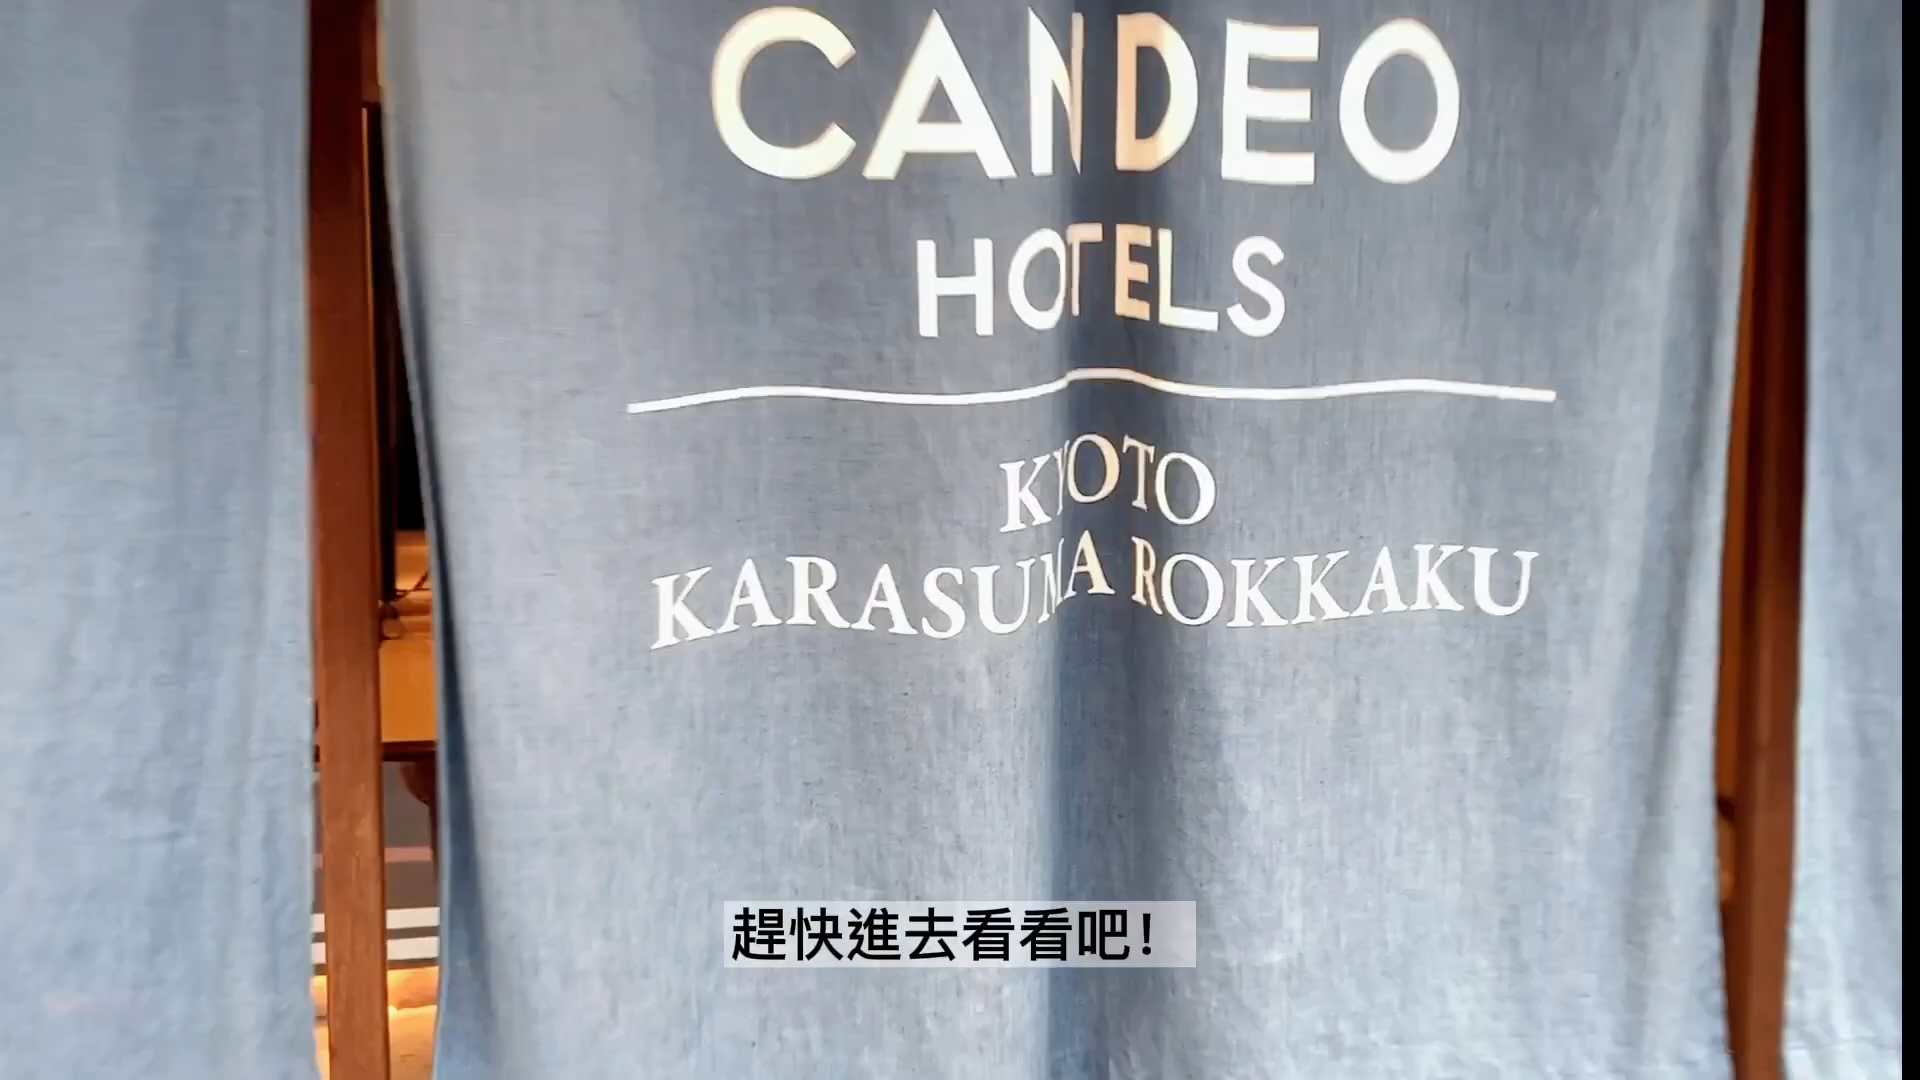 CANDEO
HOTELS
KYOTO
KARASUMA ROKKAKU
趕快進去看看吧！